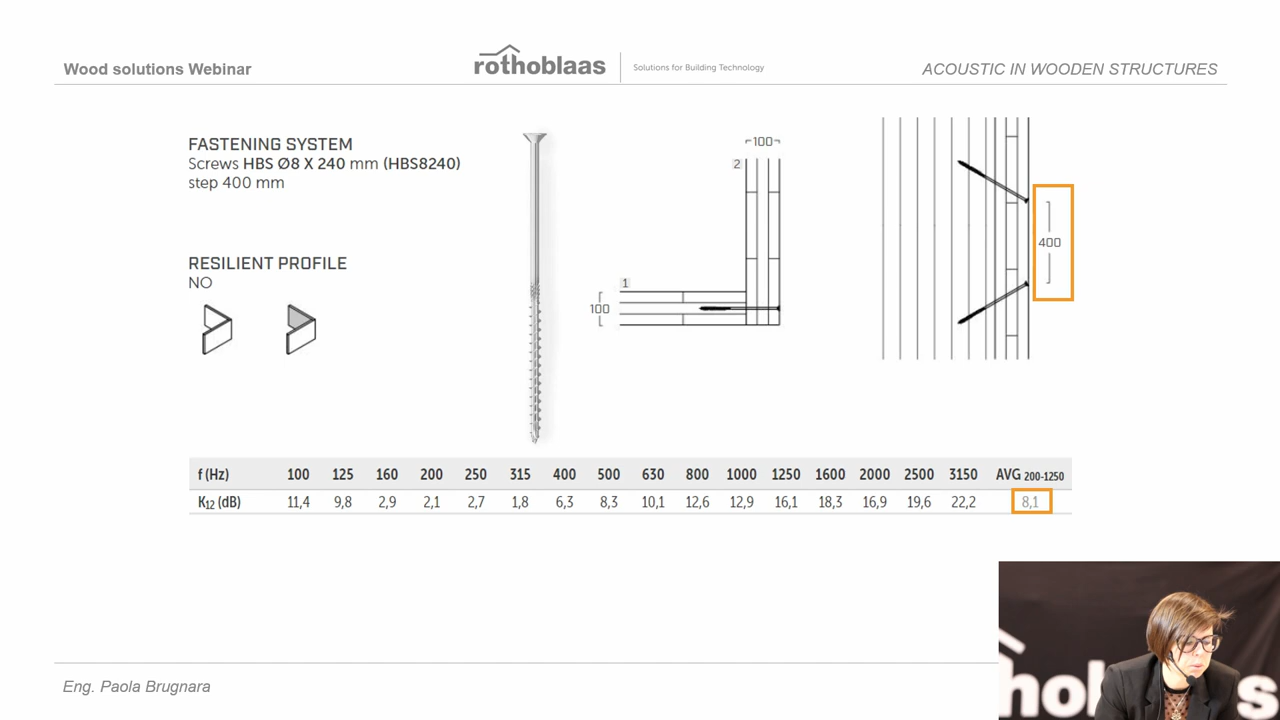 Wood solutions Webinar
rothoblaas
Solutions for Building Technology
ACOUSTIC IN WOODEN STRUCTURES
FASTENING SYSTEM
Screws HBS Ø8 X 240 mm (HBS8240)
step 400 mm
RESILIENT PROFILE
NO
100
2
1
100
400
f (Hz) 100 125 160 200 250 315 400 500 630 800 1000 1250 1600 2000 2500 3150 AVG 200-1250
K12 (dB) 11,4 9,8 2,9 2,1 2,7 1,8 6,3 8,3 10,1 12,6 12,9 16,1 18,3 16,9 19,6 22,2 8,1
Eng. Paola Brugnara